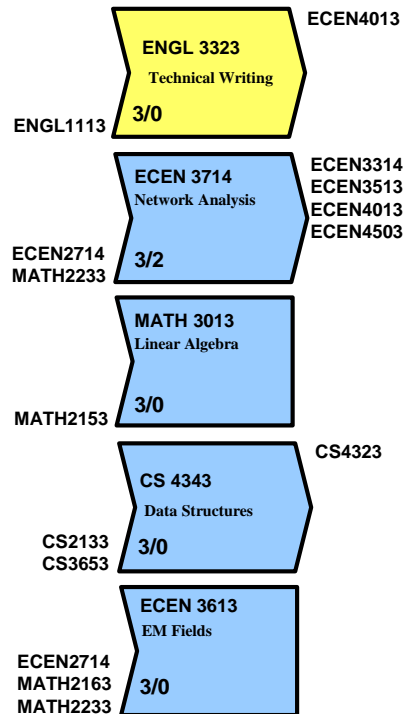 ECEN4013
ENGL 3323
Technical Writing
3/0
ENGL1113
ECEN 3714
Network Analysis
3/2
ECEN3314
ECEN3513
ECEN4013
ECEN4503
ECEN2714
MATH2233
MATH 3013
Linear Algebra
3/0
MATH2153
CS4323
CS 4343
Data Structures
3/0
CS2133
CS3653
ECEN 3613
EM Fields
3/0
ECEN2714
MATH2163
MATH2233